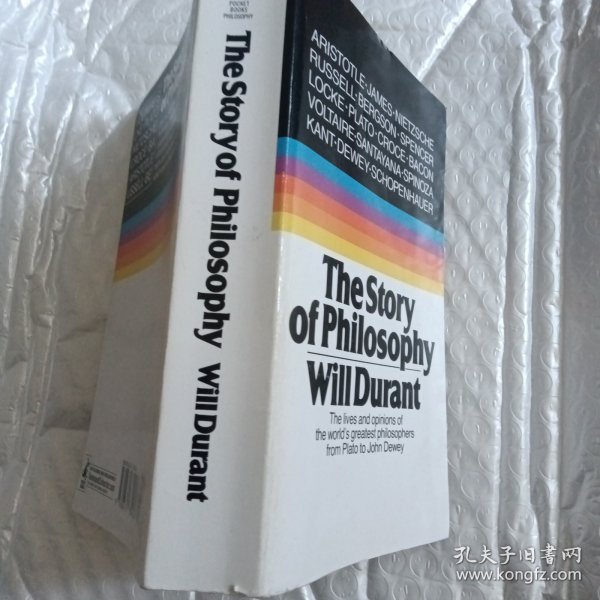 POCKET
BOOKS
PHILOSOPHY
The Story of Philosophy Will Durant
ARISTOTLE·JAMES·NIETZSCHE
RUSSELL·BERGSON·SPENCER
LOCKE·PLATO·CROCE·BACON
VOLTAIRE·SANTAYANA·SPINOZA
KANT·DEWEY·SCHOPENHAUER
The Story
of Philosophy
Will Durant
The lives and opinions of
the world's greatest philosophers
from Plato to John Dewey
孔夫子旧书网
www.kongfz.com